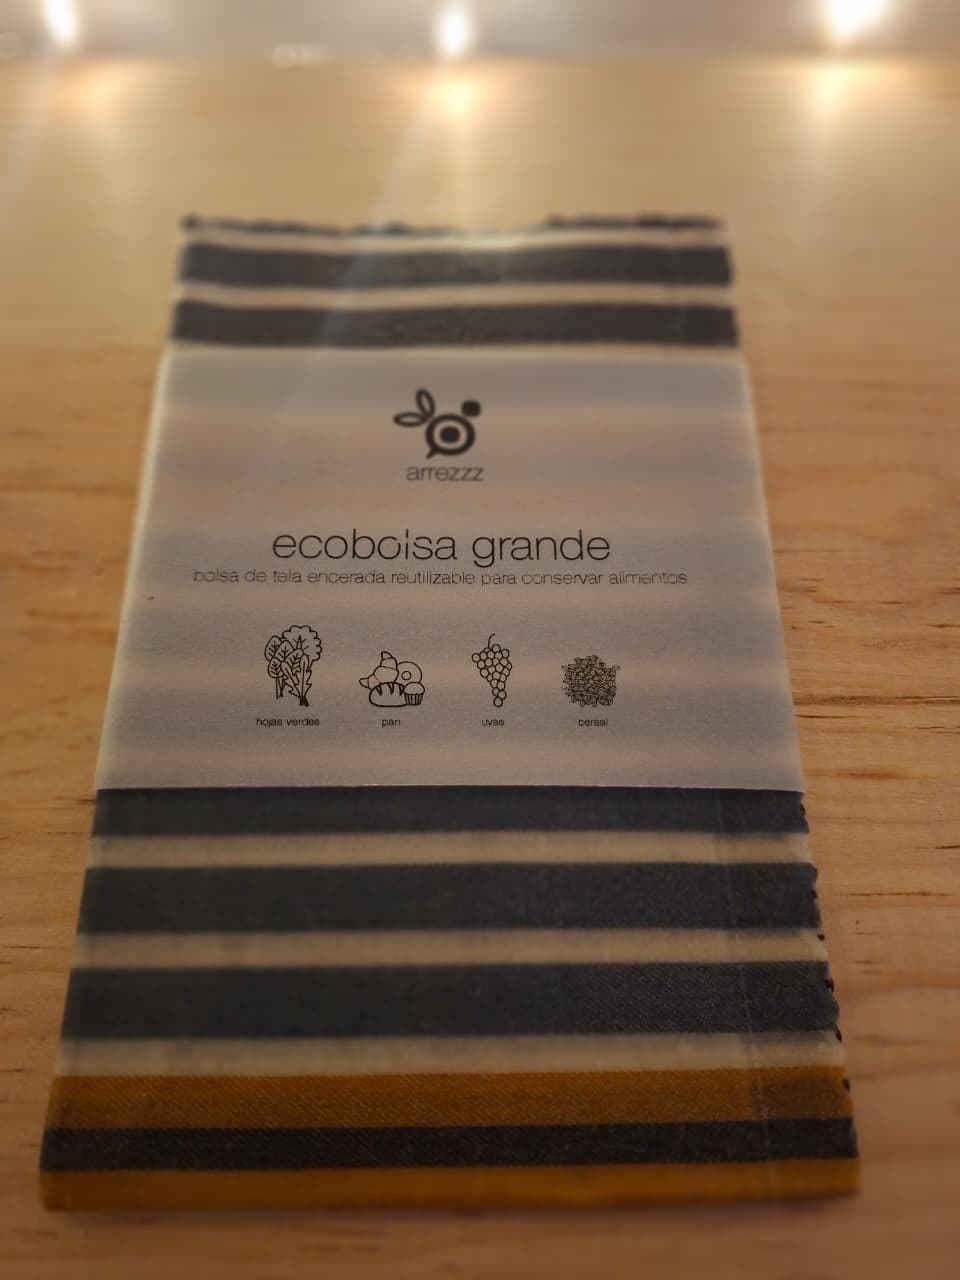 arrezzz
ecobolsa grande
bolsa de tela encerada reutilizable para conservar alimentos
hojas verdes
pan
uvas
cereal